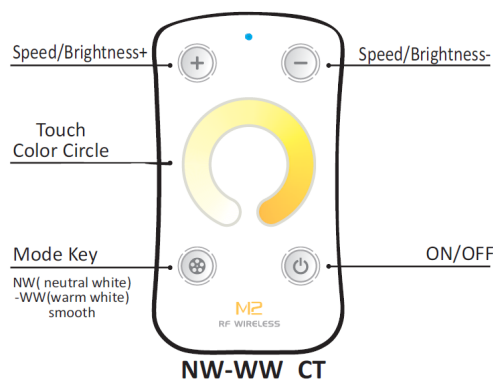 Speed/Brightness+
Speed/Brightness-
+
−
Touch
Color Circle
Mode Key
NW( neutral white)
-WW(warm white)
smooth
ON/OFF
M2
RF WIRELESS
NW-WW CT